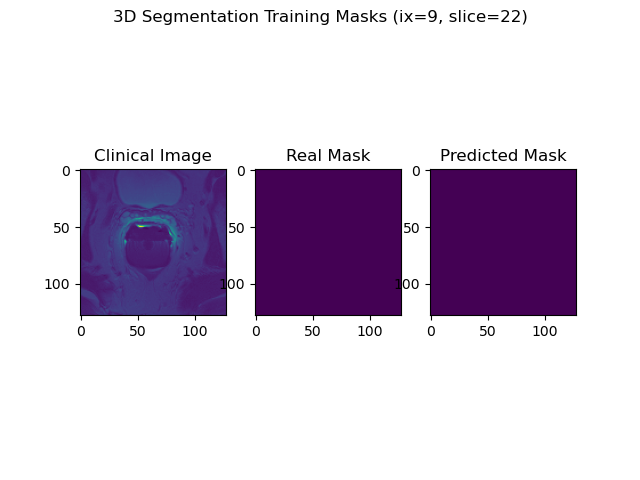 3D Segmentation Training Masks (ix=9, slice=22)
Clinical Image Real Mask Predicted Mask
0 0 0
50 50 50
100 100 100
0 50 100 0 50 100 0 50 100